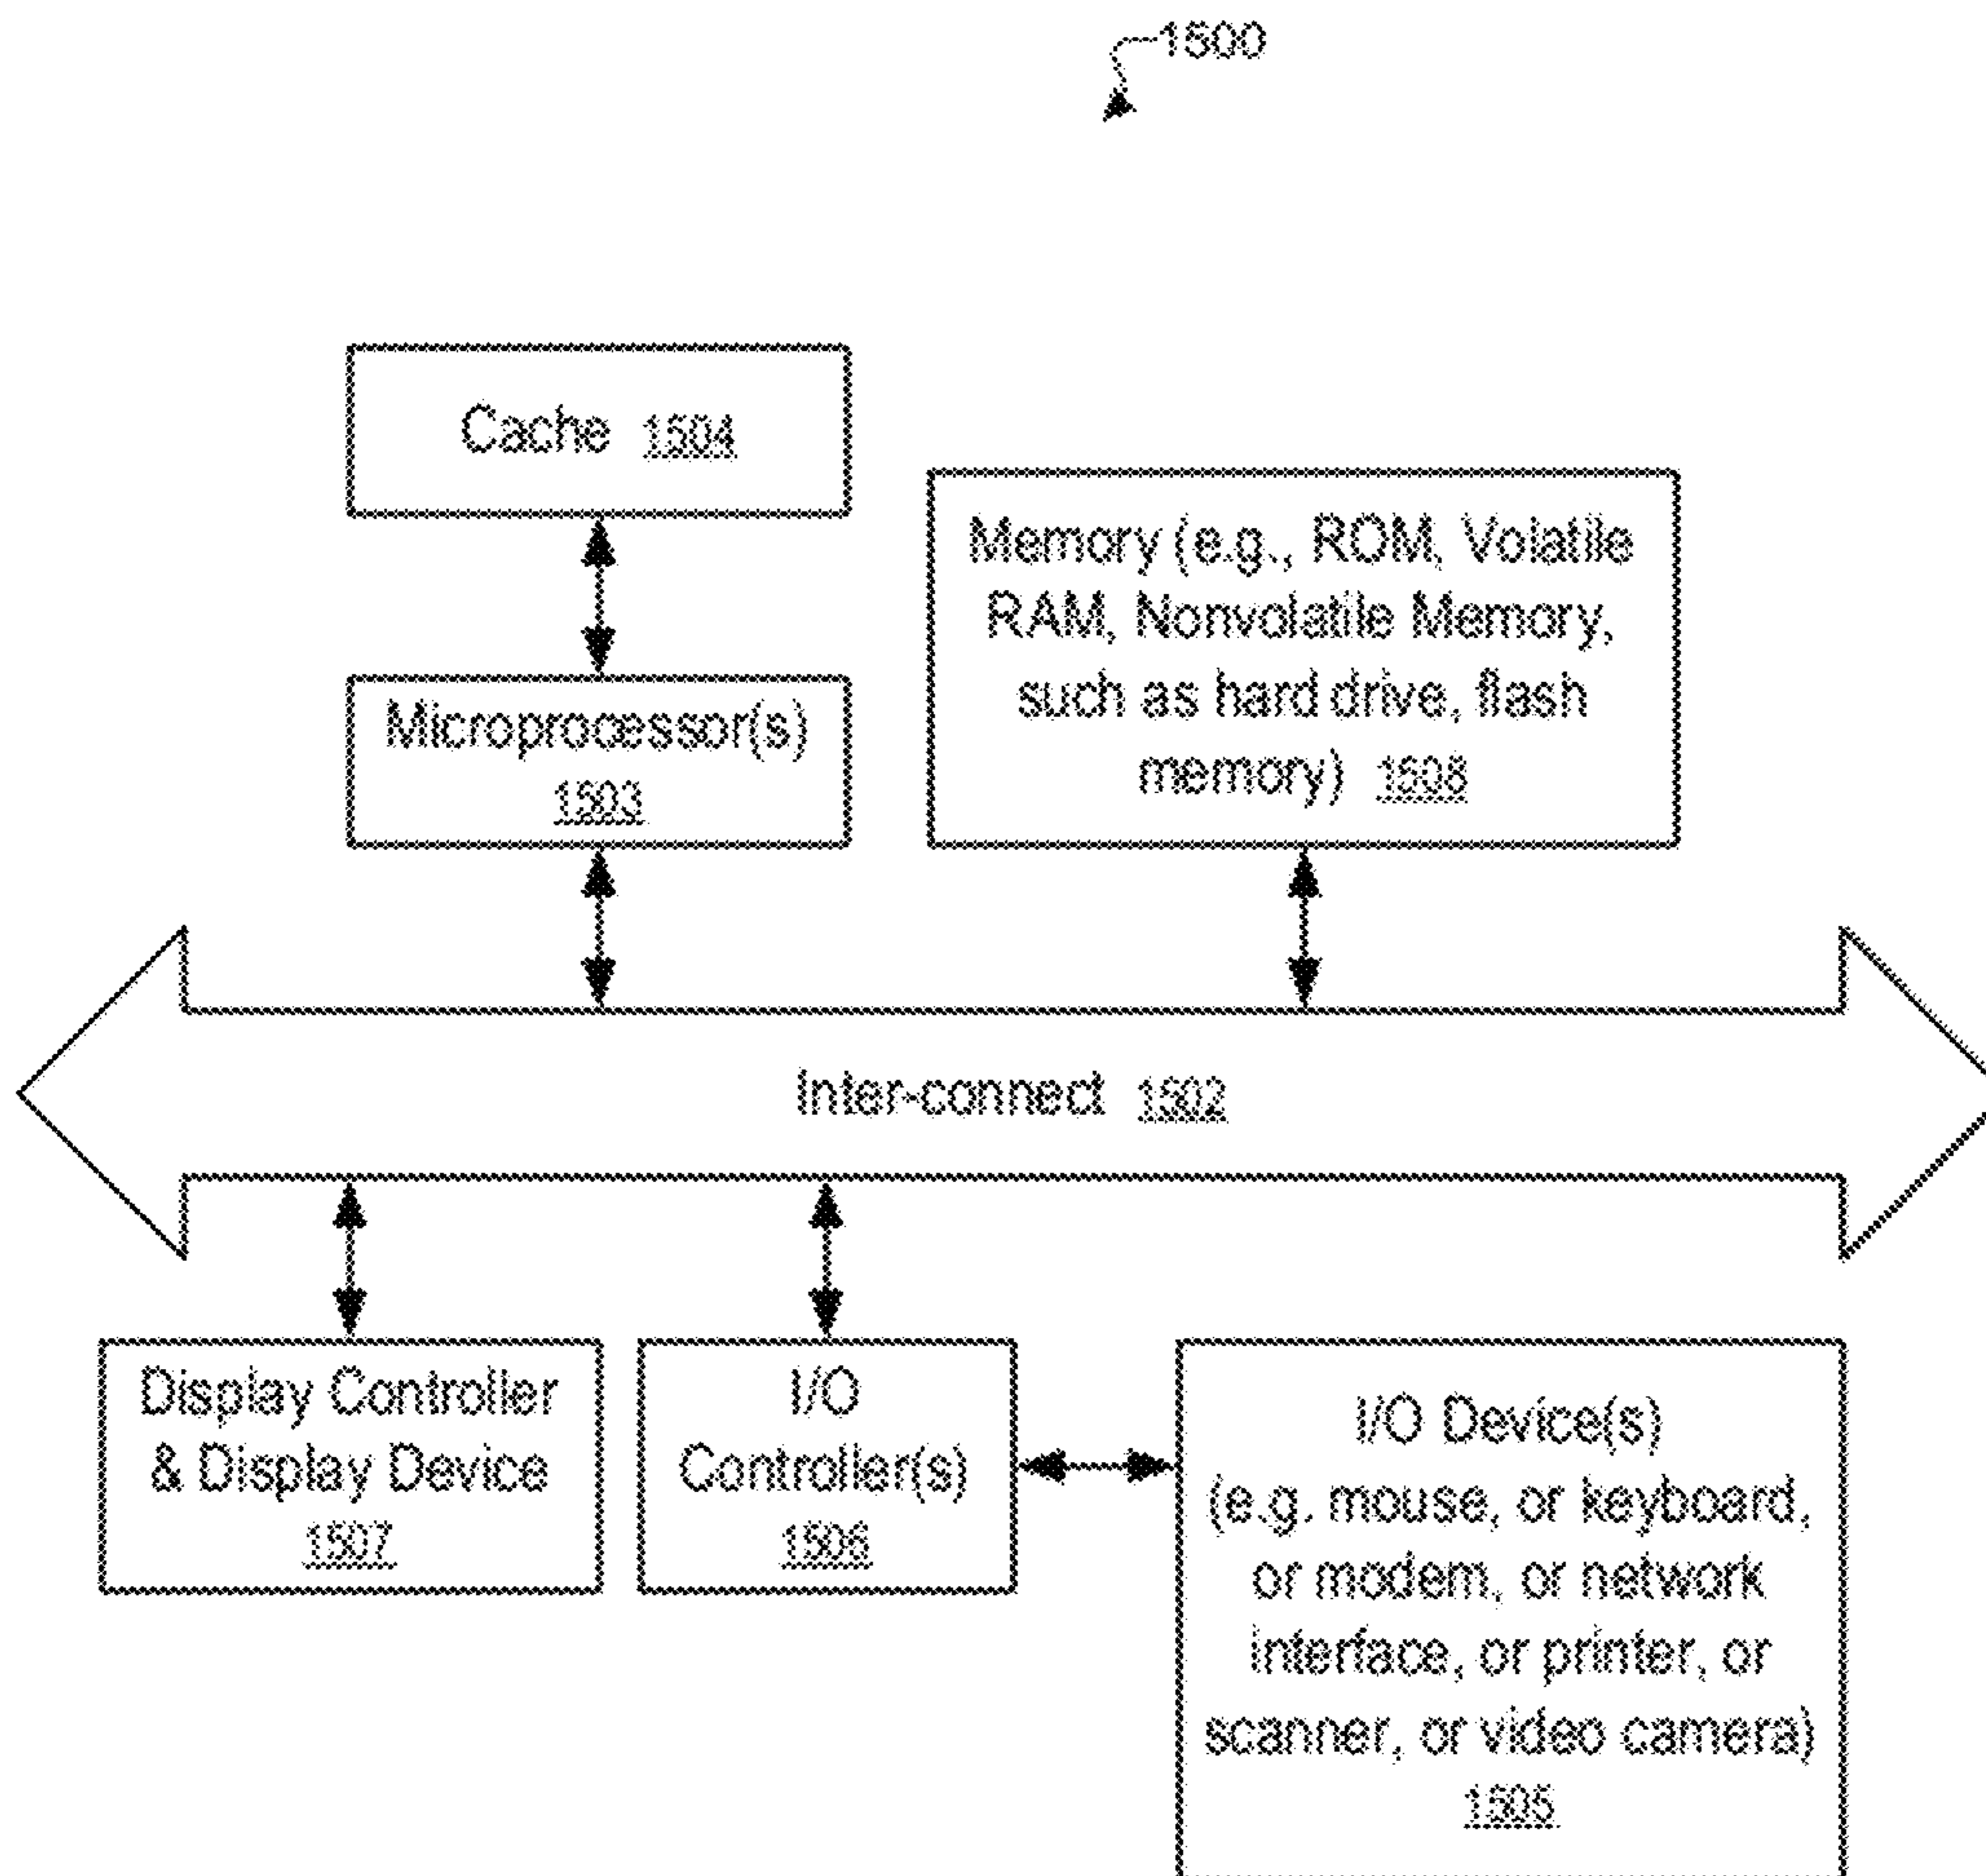 1500
Cache 1504
Memory (e.g., ROM, Volatile
RAM, Nonvolatile Memory,
such as hard drive, flash
memory) 1508
Microprocessor(s)
1503
Inter-connect 1502
Display Controller
& Display Device
1507
I/O
Controller(s)
1506
I/O Device(s)
(e.g. mouse, or keyboard,
or modem, or network
interface, or printer, or
scanner, or video camera)
1505